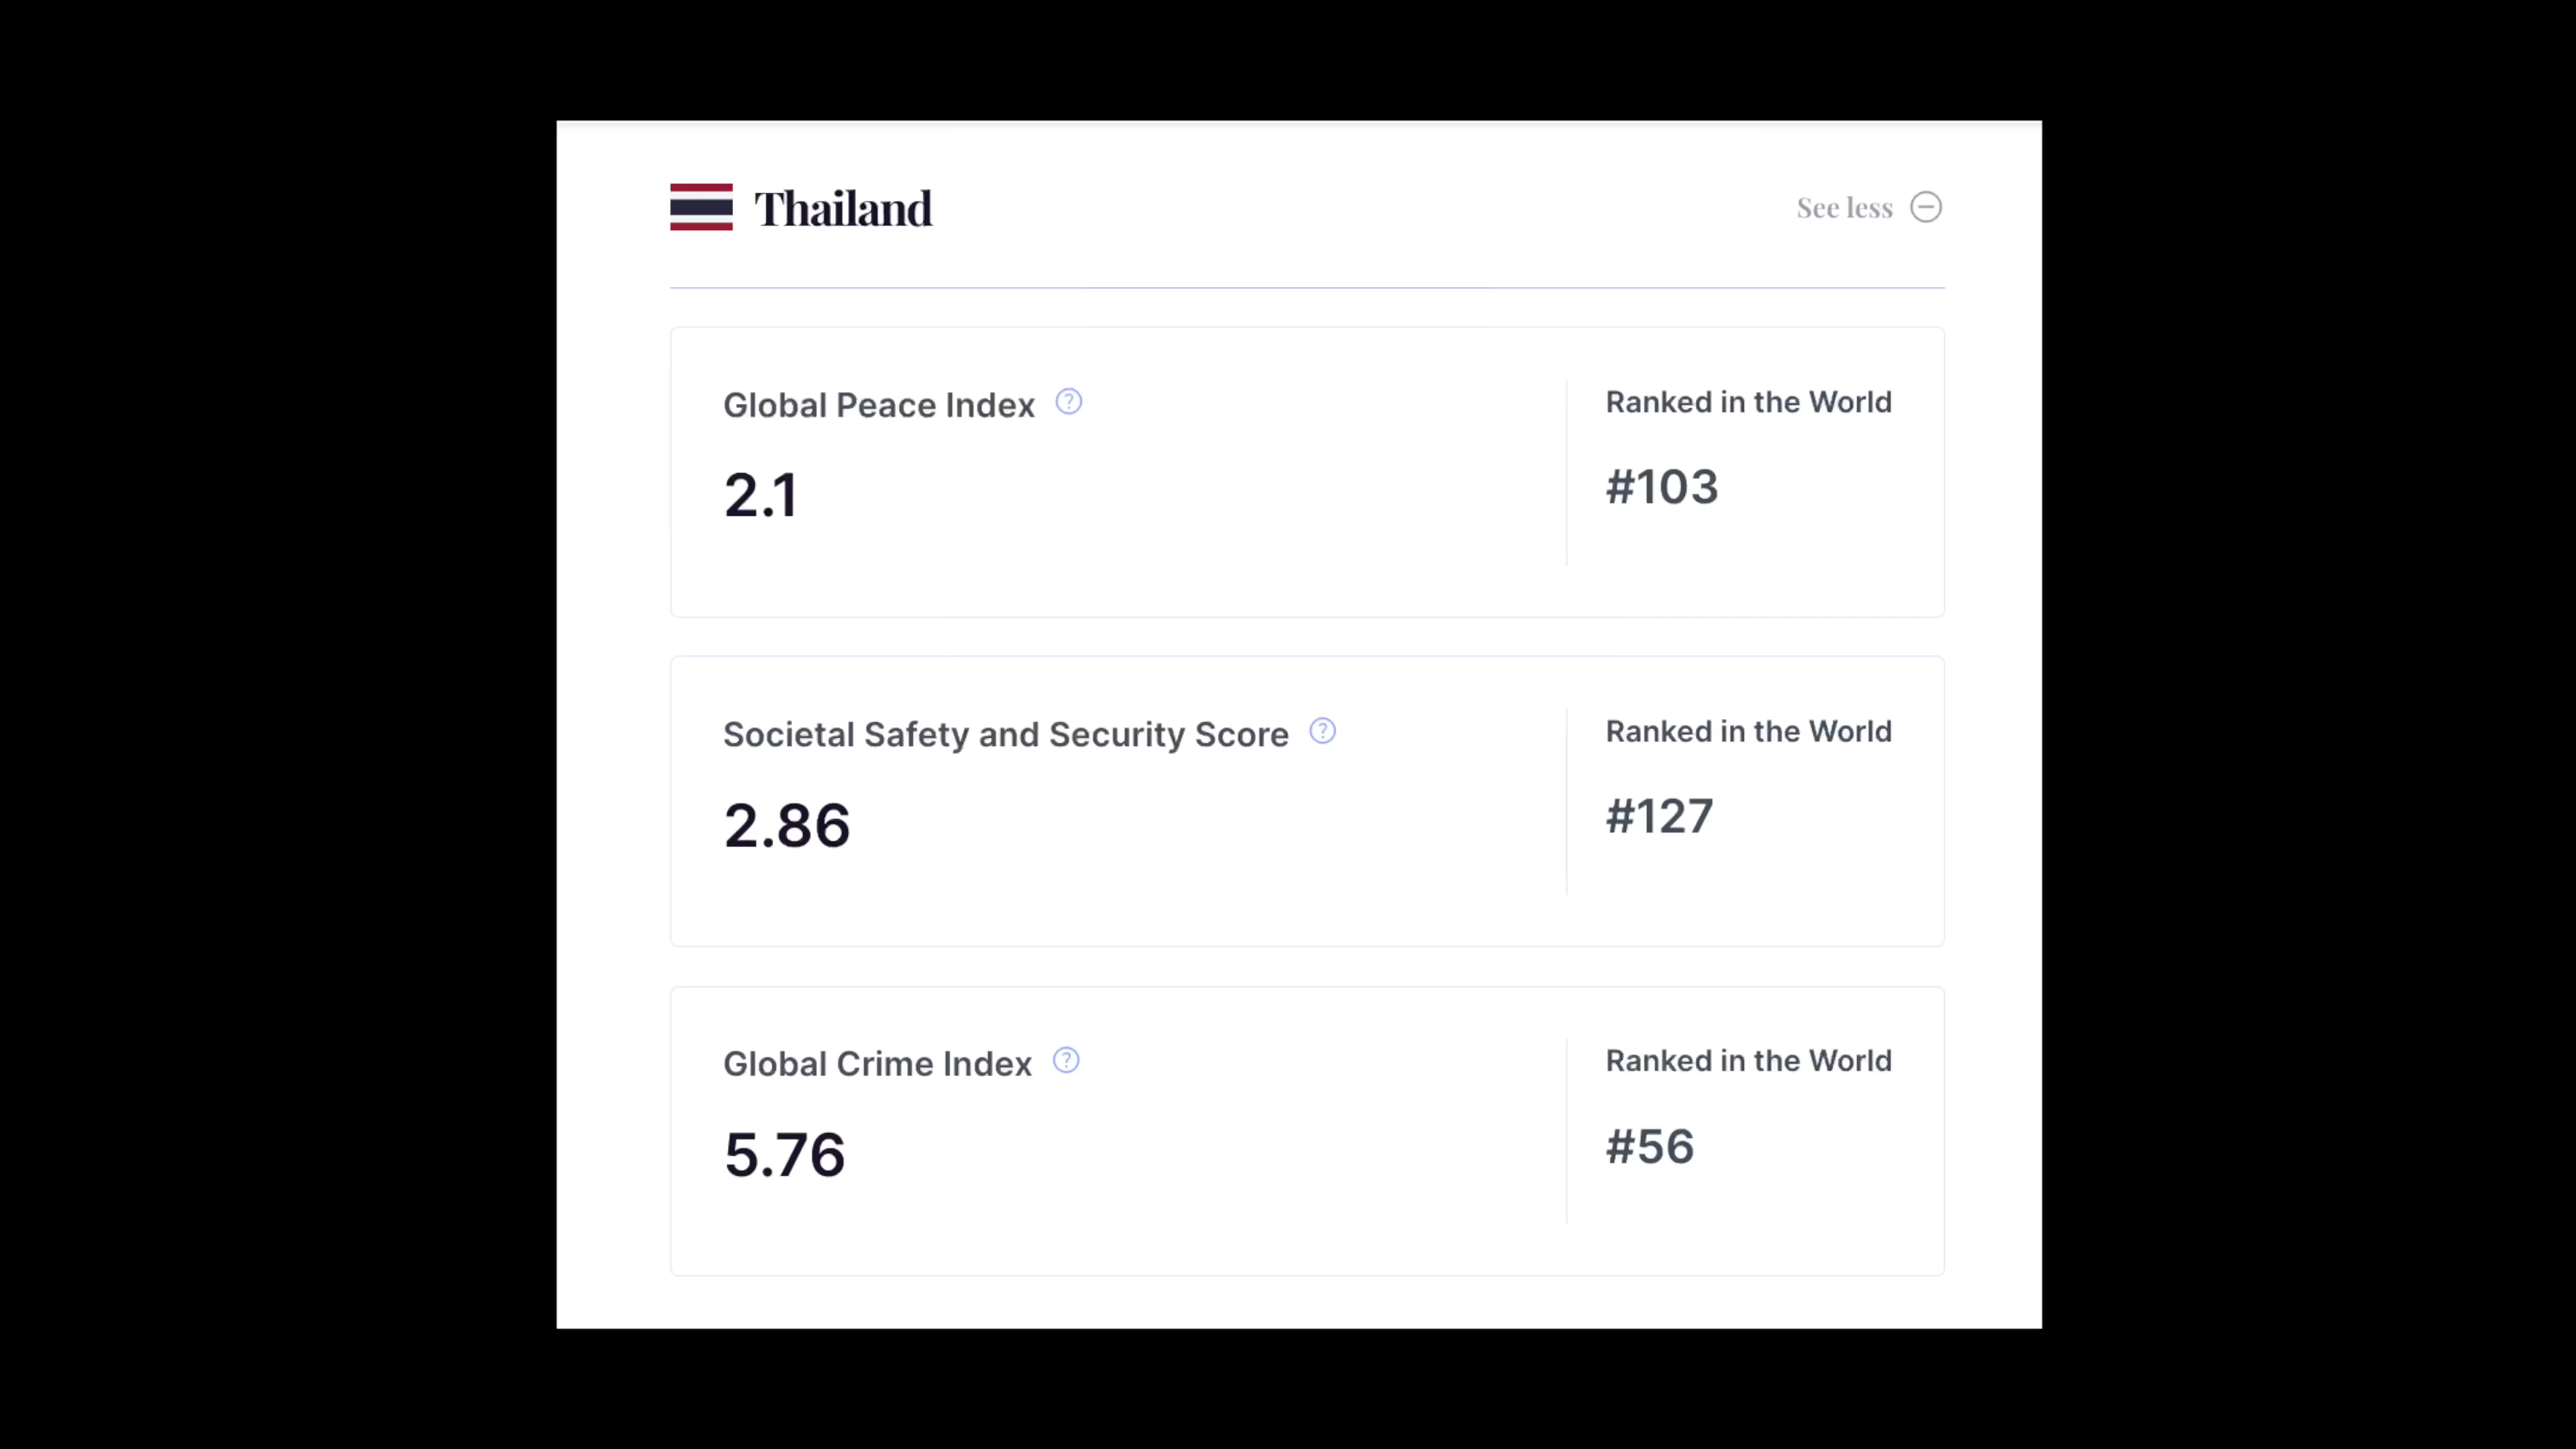 Thailand
See less
Global Peace Index
Ranked in the World
2.1
#103
Societal Safety and Security Score
Ranked in the World
2.86
#127
Global Crime Index
Ranked in the World
5.76
#56